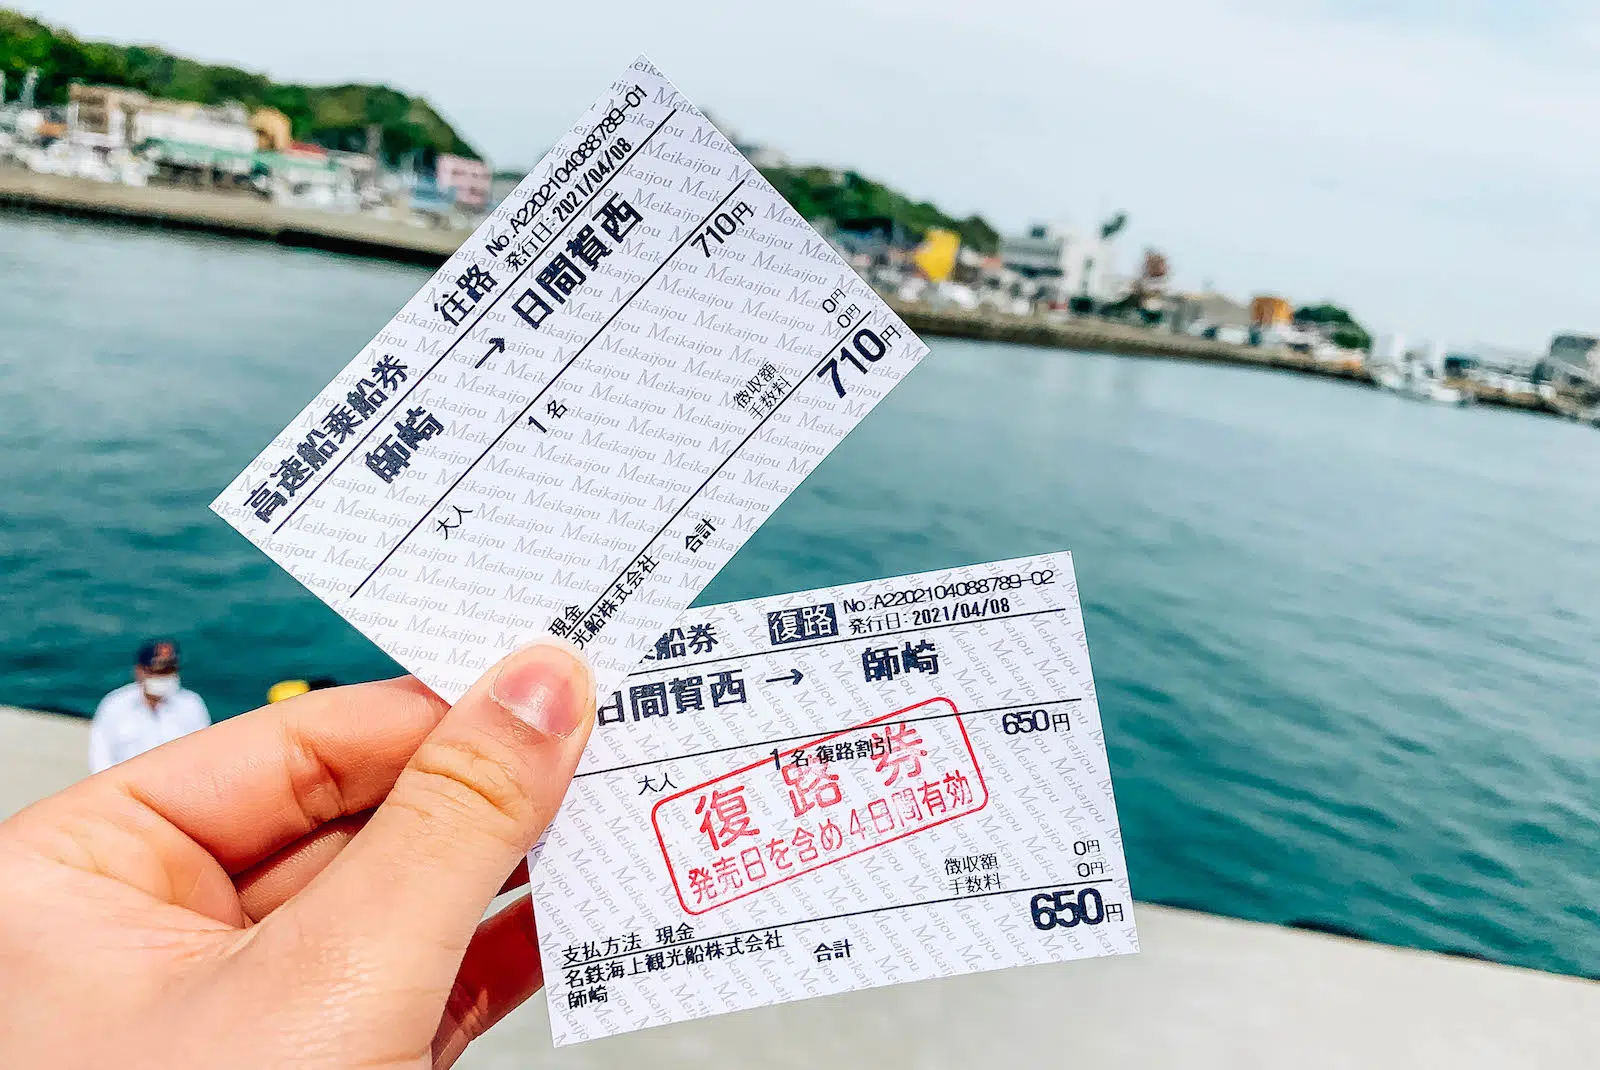 高速船乗船券 往路 No.A2202104088789-01
発行日:2021/04/08
師崎 → 日間賀西
大人 1名 710円
徴収額 0円
手数料 0円
現金
光船株式会社 合計 710円
船券 復路 No.A2202104088789-02
発行日:2021/04/08
日間賀西 → 師崎
大人 1名 復路割引 650円
復路券
発売日を含め4日間有効
徴収額 0円
手数料 0円
支払方法 現金
名鉄海上観光船株式会社 合計 650円
師崎
Meikaijou